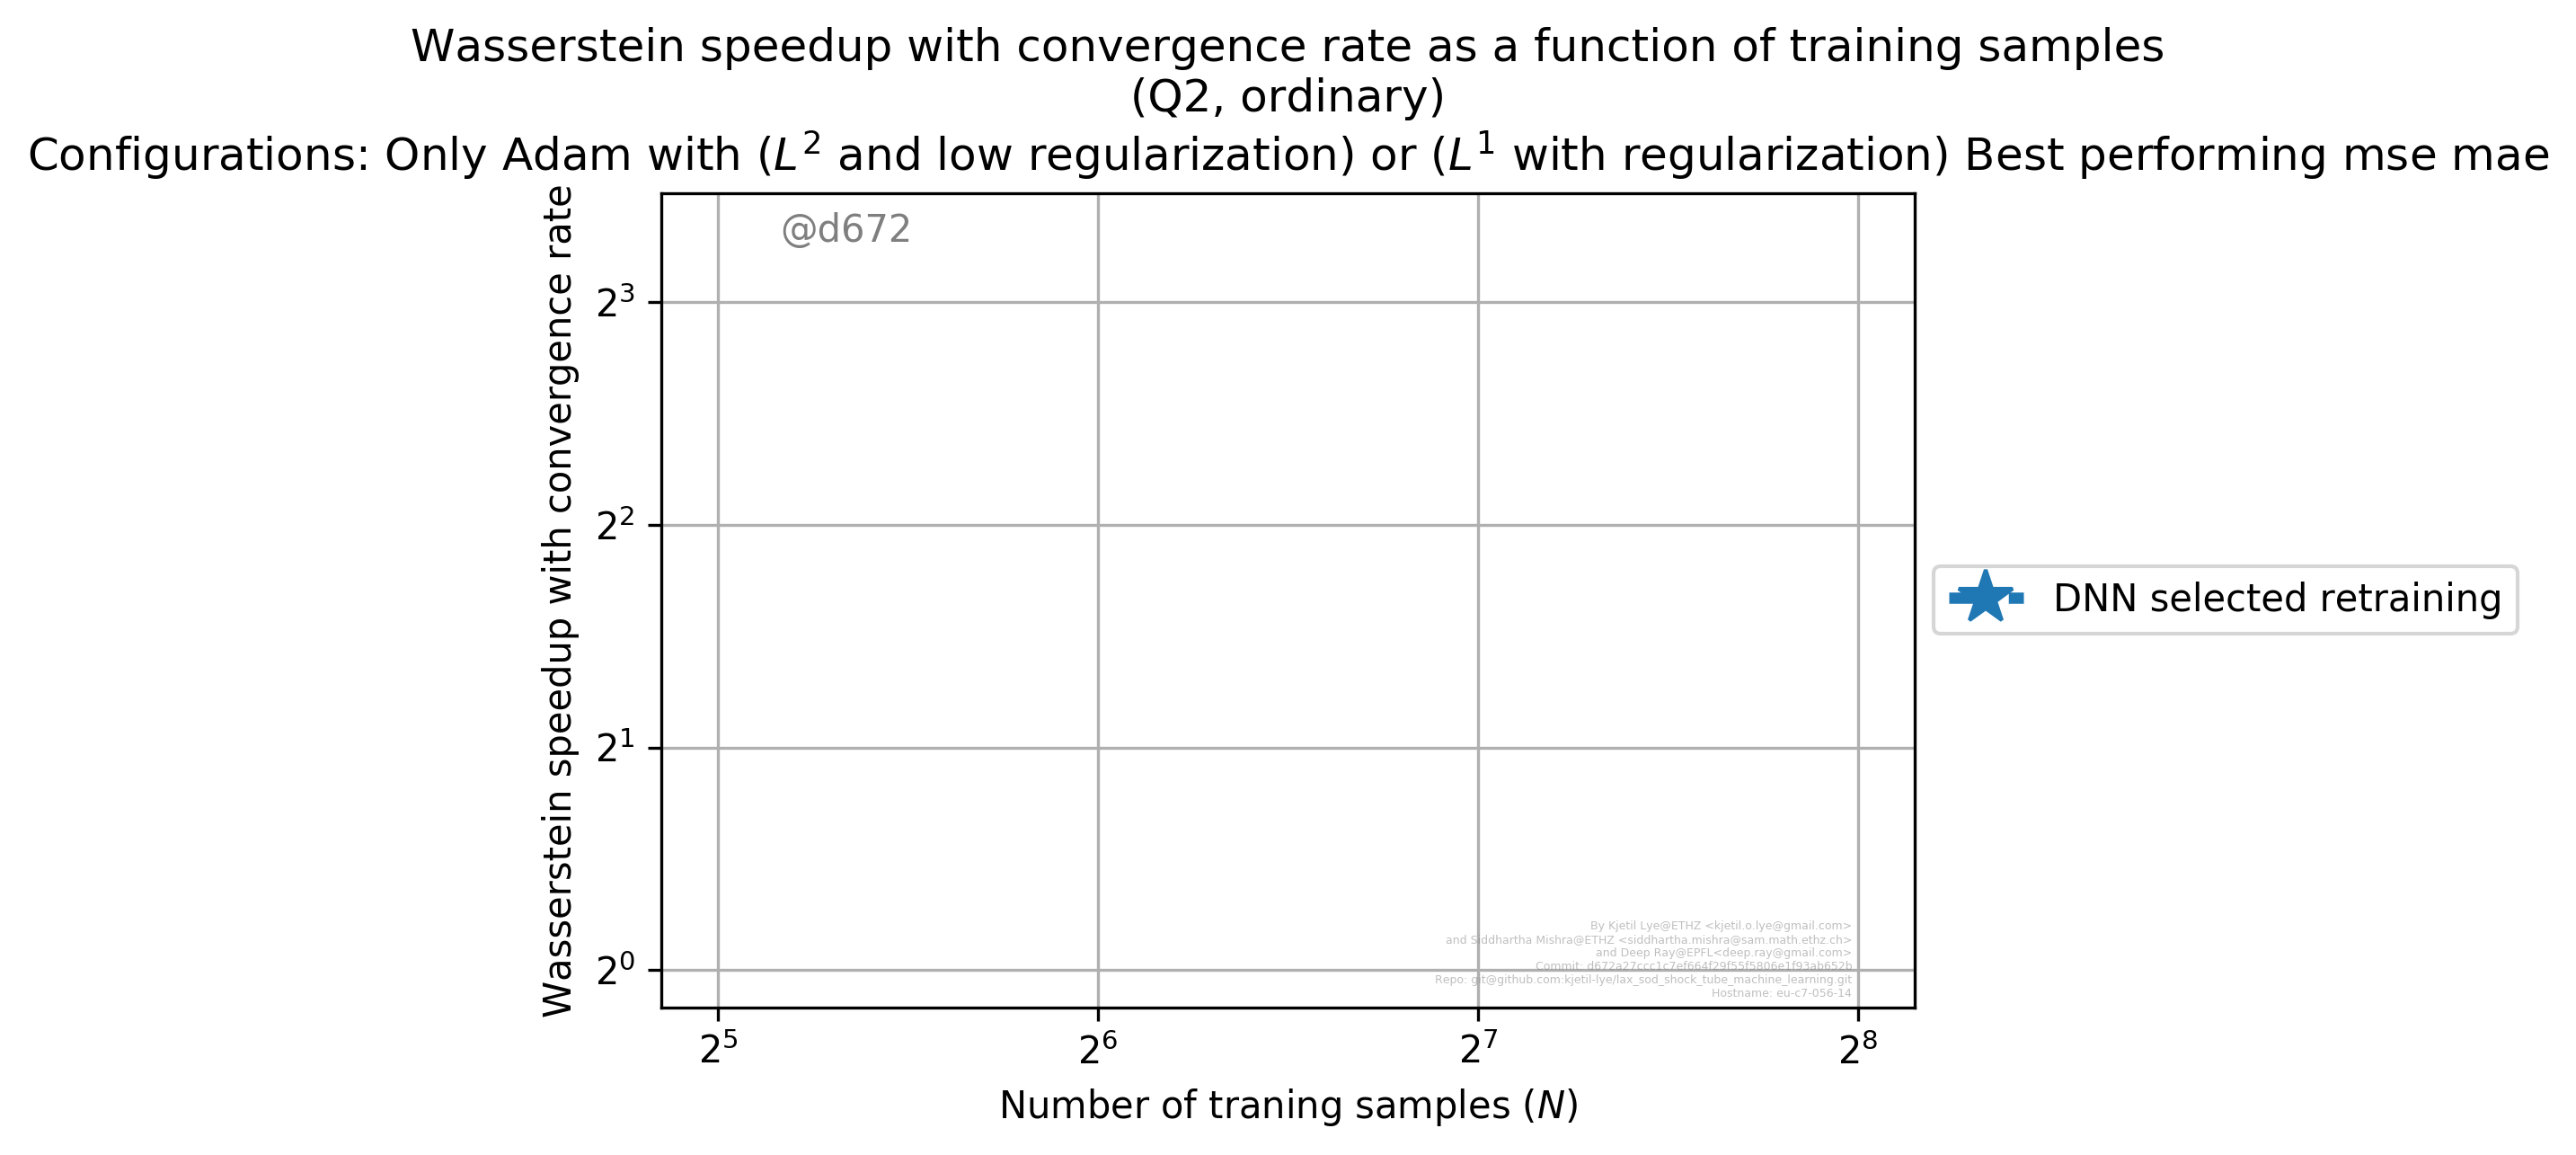 Wasserstein speedup with convergence rate as a function of training samples
(Q2, ordinary)
Configurations: Only Adam with (L² and low regularization) or (L¹ with regularization) Best performing mse mae
@d672
Wasserstein speedup with convergence rate
2³
2²
2¹
2⁰
DNN selected retraining
By Kjetil Lye@ETHZ <kjetil.o.lye@gmail.com>
and Siddhartha Mishra@ETHZ <siddhartha.mishra@sam.math.ethz.ch>
and Deep Ray@EPFL<deep.ray@gmail.com>
Commit: d672a27ccc1c7ef664f29f55f5806e1f93ab652b
Repo: git@github.com:kjetil-lye/lax_sod_shock_tube_machine_learning.git
Hostname: eu-c7-056-14
2⁵ 2⁶ 2⁷ 2⁸
Number of traning samples (N)